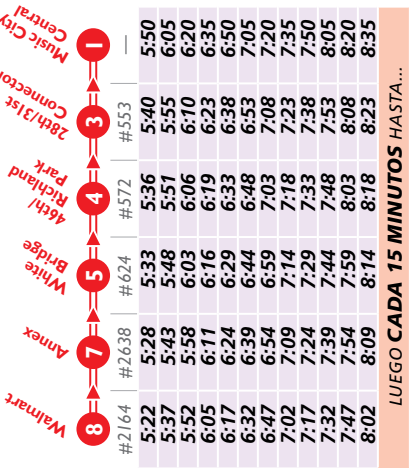 Walmart
Annex
White
Bridge
46th/
Richland
Park
28th/31st
Connector
Music City
Central
8 7 5 4 3 1
#2164 #2638 #624 #572 #553 —
5:22 5:28 5:33 5:36 5:40 5:50
5:37 5:43 5:48 5:51 5:55 6:05
5:52 5:58 6:03 6:06 6:10 6:20
6:05 6:11 6:16 6:19 6:23 6:35
6:17 6:24 6:29 6:33 6:38 6:50
6:32 6:39 6:44 6:48 6:53 7:05
6:47 6:54 6:59 7:03 7:08 7:20
7:02 7:09 7:14 7:18 7:23 7:35
7:17 7:24 7:29 7:33 7:38 7:50
7:32 7:39 7:44 7:48 7:53 8:05
7:47 7:54 7:59 8:03 8:08 8:20
8:02 8:09 8:14 8:18 8:23 8:35
LUEGO CADA 15 MINUTOS HASTA...